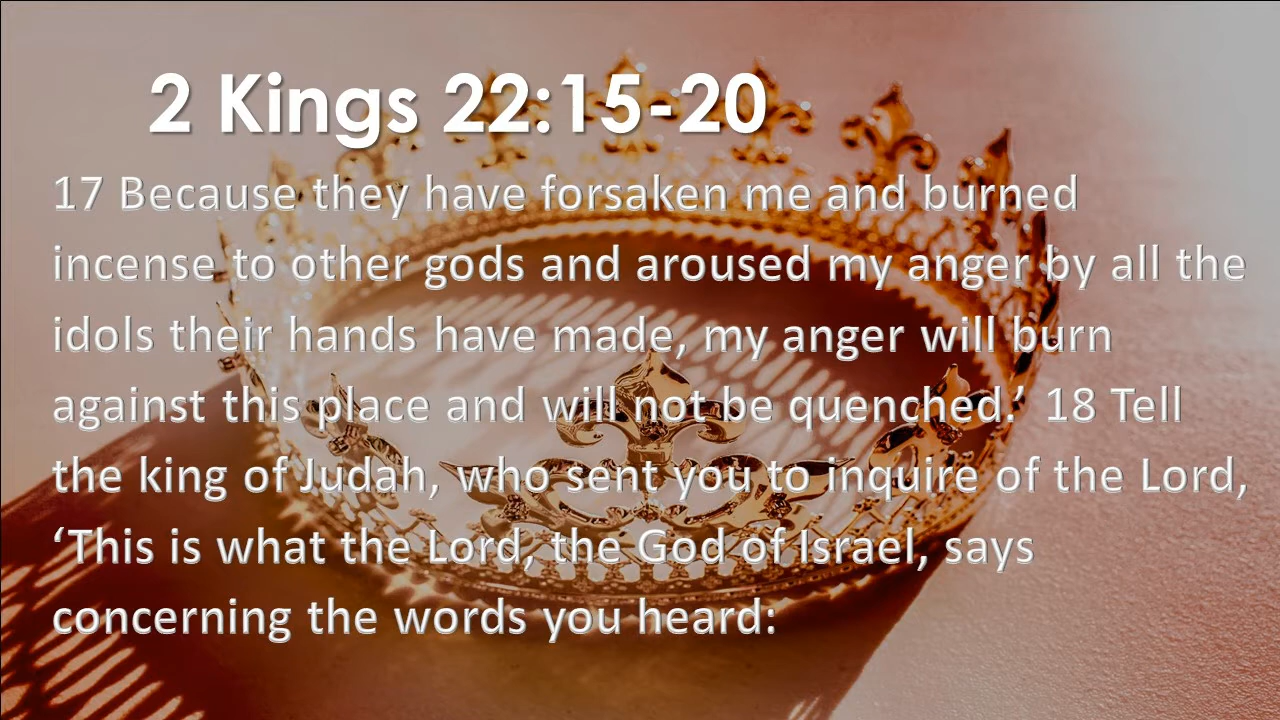 2 Kings 22:15-20
17 Because they have forsaken me and burned
incense to other gods and aroused my anger by all the
idols their hands have made, my anger will burn
against this place and will not be quenched.’ 18 Tell
the king of Judah, who sent you to inquire of the Lord,
‘This is what the Lord, the God of Israel, says
concerning the words you heard: